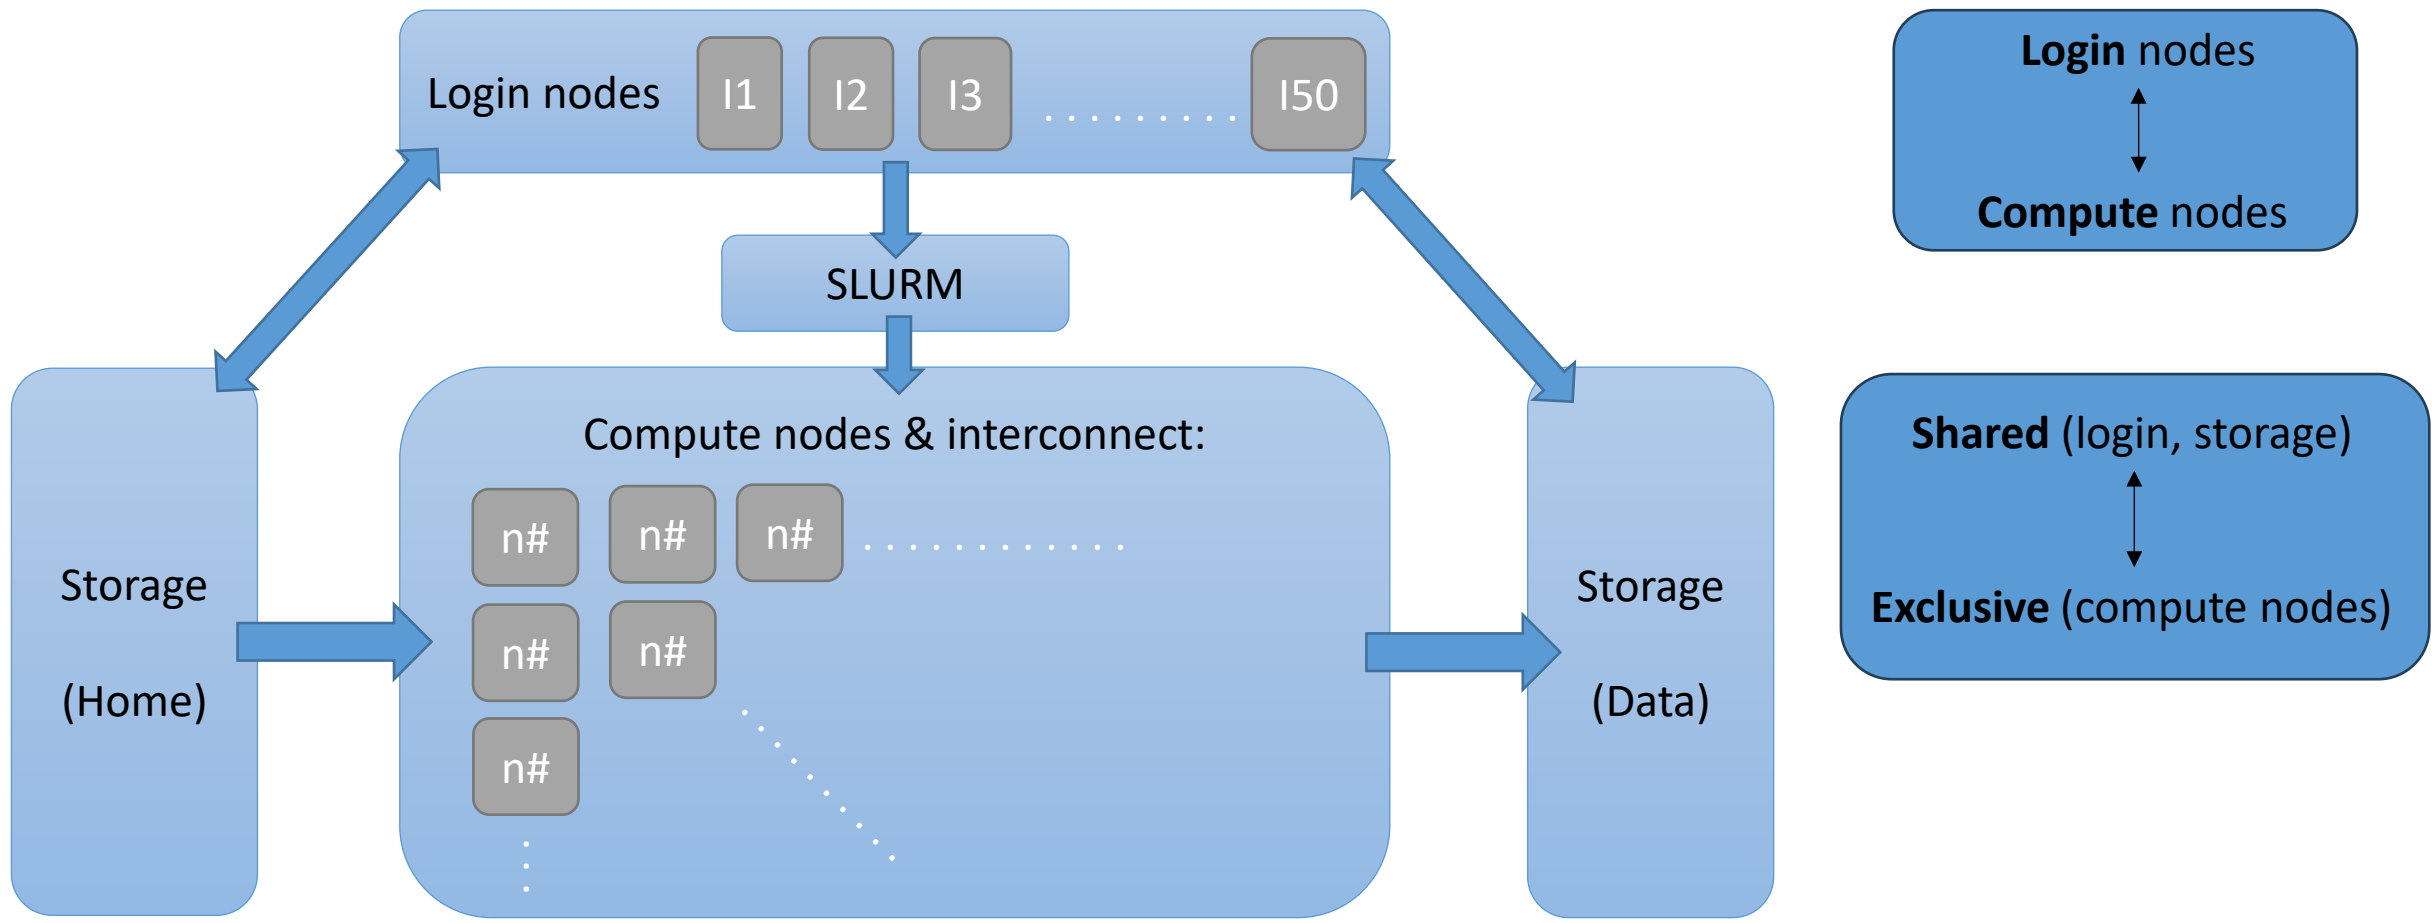 Login nodes
l1
l2
l3
l50
SLURM
Compute nodes & interconnect:
n#
n#
n#
n#
n#
n#
Storage
(Home)
Storage
(Data)
Login nodes
Compute nodes
Shared (login, storage)
Exclusive (compute nodes)